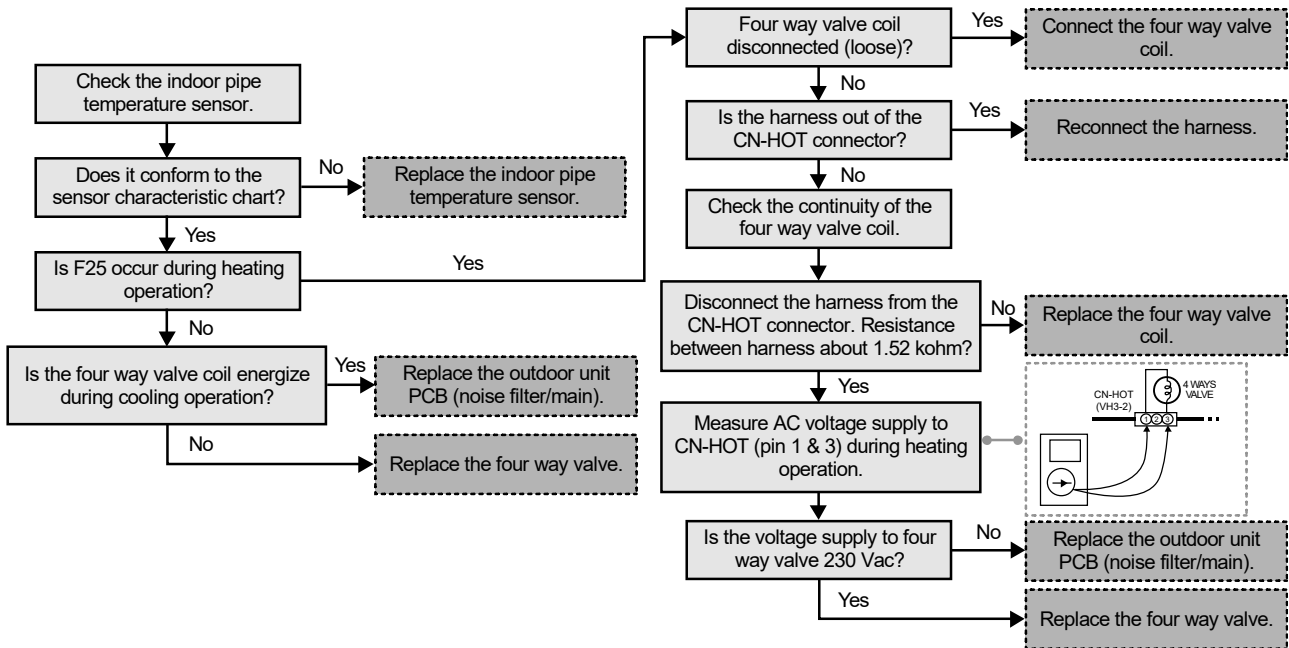 Check the indoor pipe
temperature sensor.
Does it conform to the
sensor characteristic chart?
No
Replace the indoor pipe
temperature sensor.
Yes
Is F25 occur during heating
operation?
Yes
No
Is the four way valve coil energize
during cooling operation?
Yes
Replace the outdoor unit
PCB (noise filter/main).
No
Replace the four way valve.
Four way valve coil
disconnected (loose)?
Yes
Connect the four way valve
coil.
No
Is the harness out of the
CN-HOT connector?
Yes
Reconnect the harness.
No
Check the continuity of the
four way valve coil.
Disconnect the harness from the
CN-HOT connector. Resistance
between harness about 1.52 kohm?
No
Replace the four way valve
coil.
Yes
Measure AC voltage supply to
CN-HOT (pin 1 & 3) during heating
operation.
CN-HOT
(VH3-2)
4 WAYS
VALVE
1 2 3
Is the voltage supply to four
way valve 230 Vac?
No
Replace the outdoor unit
PCB (noise filter/main).
Yes
Replace the four way valve.